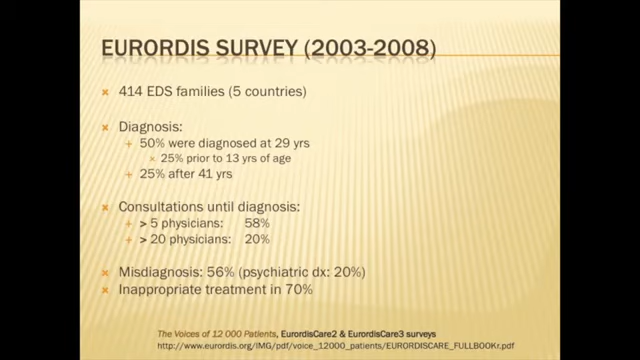 EURORDIS SURVEY (2003-2008)
414 EDS families (5 countries)
Diagnosis:
50% were diagnosed at 29 yrs
25% prior to 13 yrs of age
25% after 41 yrs
Consultations until diagnosis:
> 5 physicians: 58%
> 20 physicians: 20%
Misdiagnosis: 56% (psychiatric dx: 20%)
Inappropriate treatment in 70%
The Voices of 12 000 Patients, EurordisCare2 & EurordisCare3 surveys
http://www.eurordis.org/IMG/pdf/voice_12000_patients/EURORDISCARE_FULLBOOKr.pdf